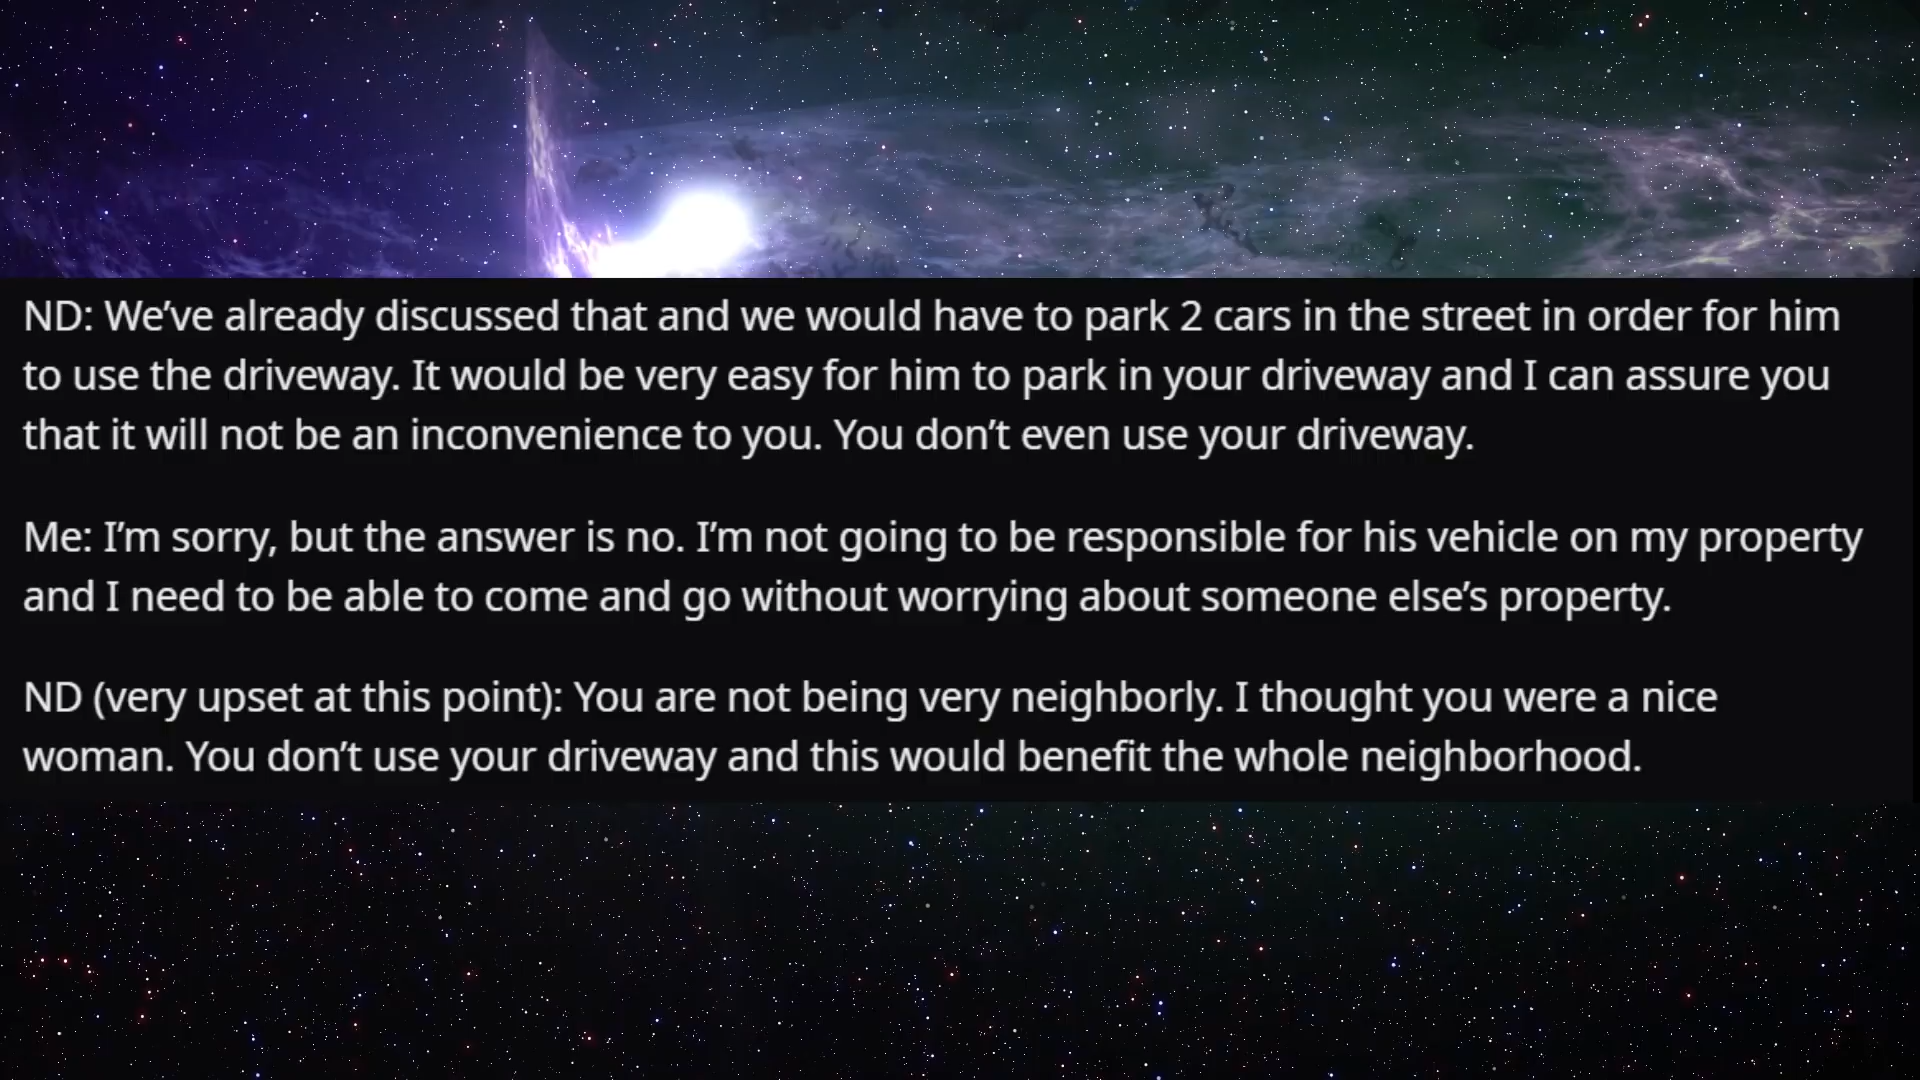 ND: We’ve already discussed that and we would have to park 2 cars in the street in order for him
to use the driveway. It would be very easy for him to park in your driveway and I can assure you
that it will not be an inconvenience to you. You don’t even use your driveway.
Me: I’m sorry, but the answer is no. I’m not going to be responsible for his vehicle on my property
and I need to be able to come and go without worrying about someone else’s property.
ND (very upset at this point): You are not being very neighborly. I thought you were a nice
woman. You don’t use your driveway and this would benefit the whole neighborhood.